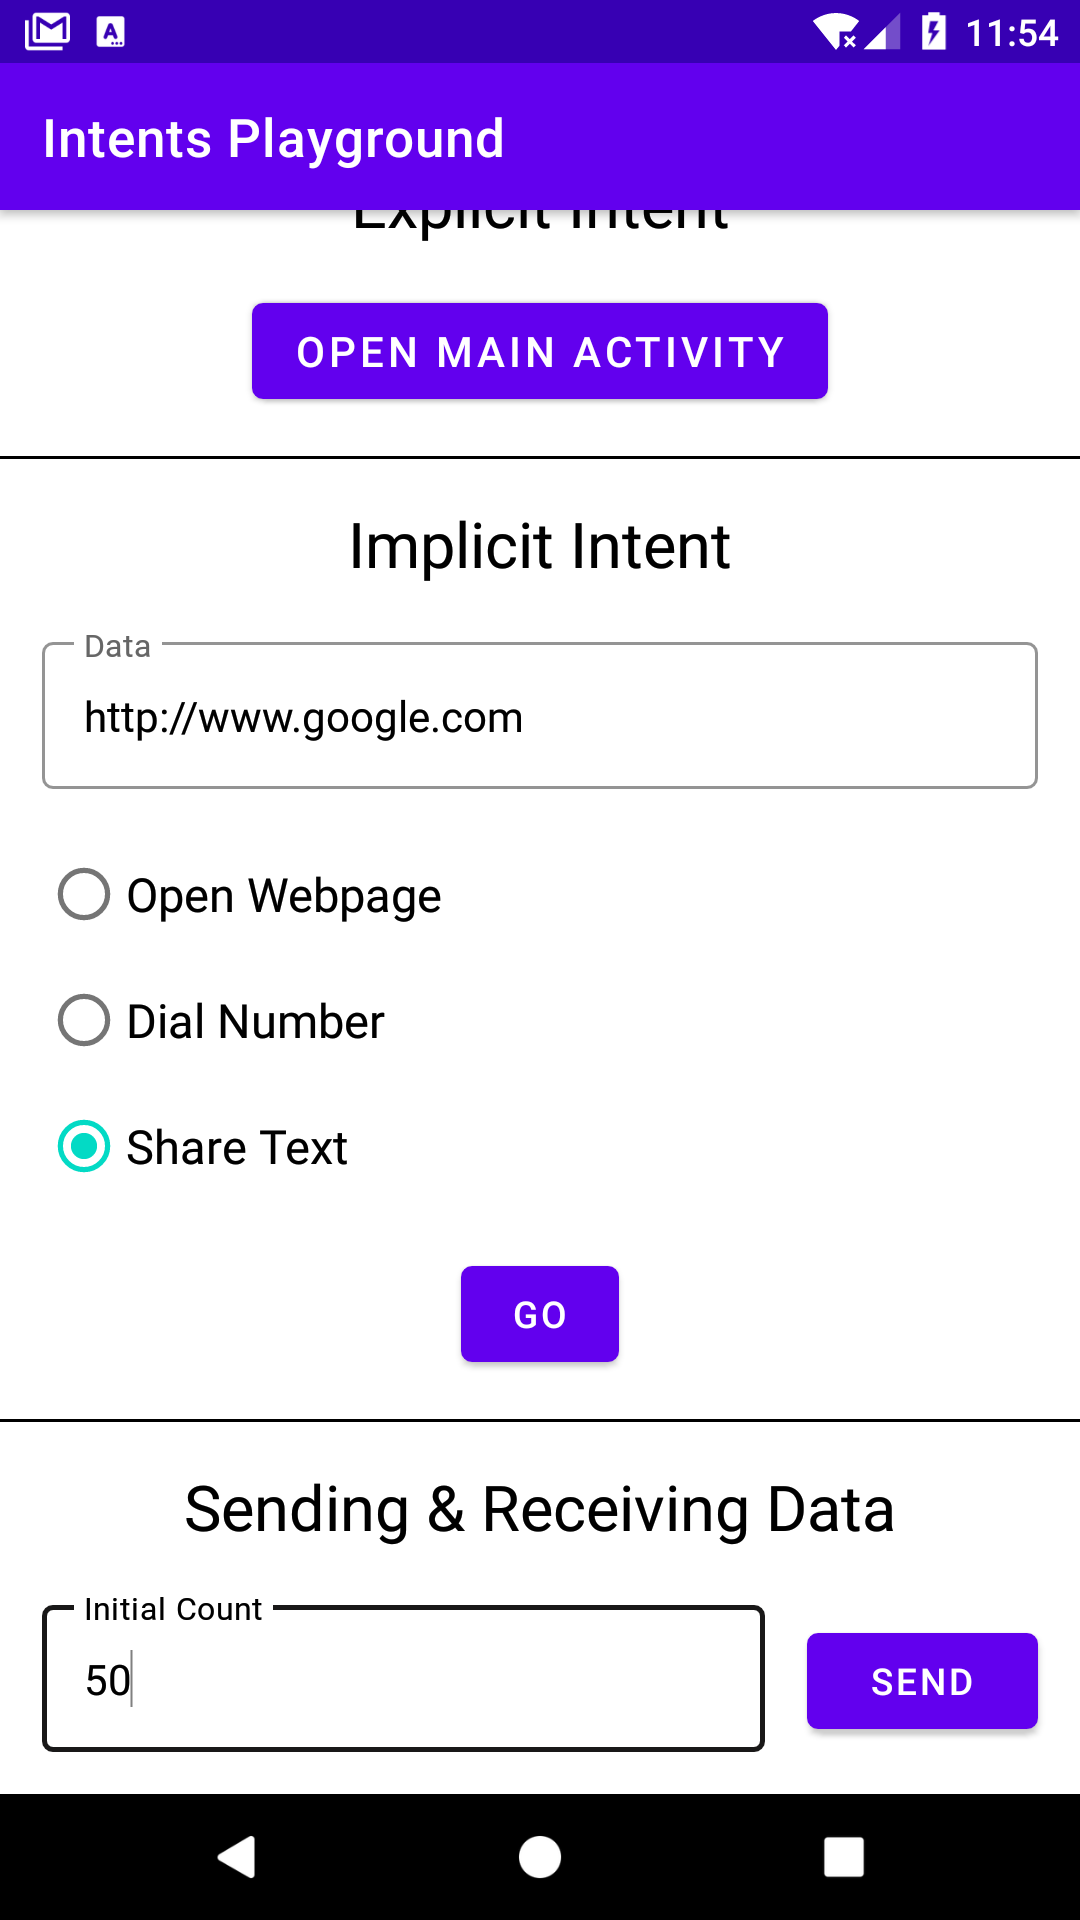 11:54
Intents Playground
Explicit Intent
OPEN MAIN ACTIVITY
Implicit Intent
Data
http://www.google.com
Open Webpage
Dial Number
Share Text
GO
Sending & Receiving Data
Initial Count
50
SEND